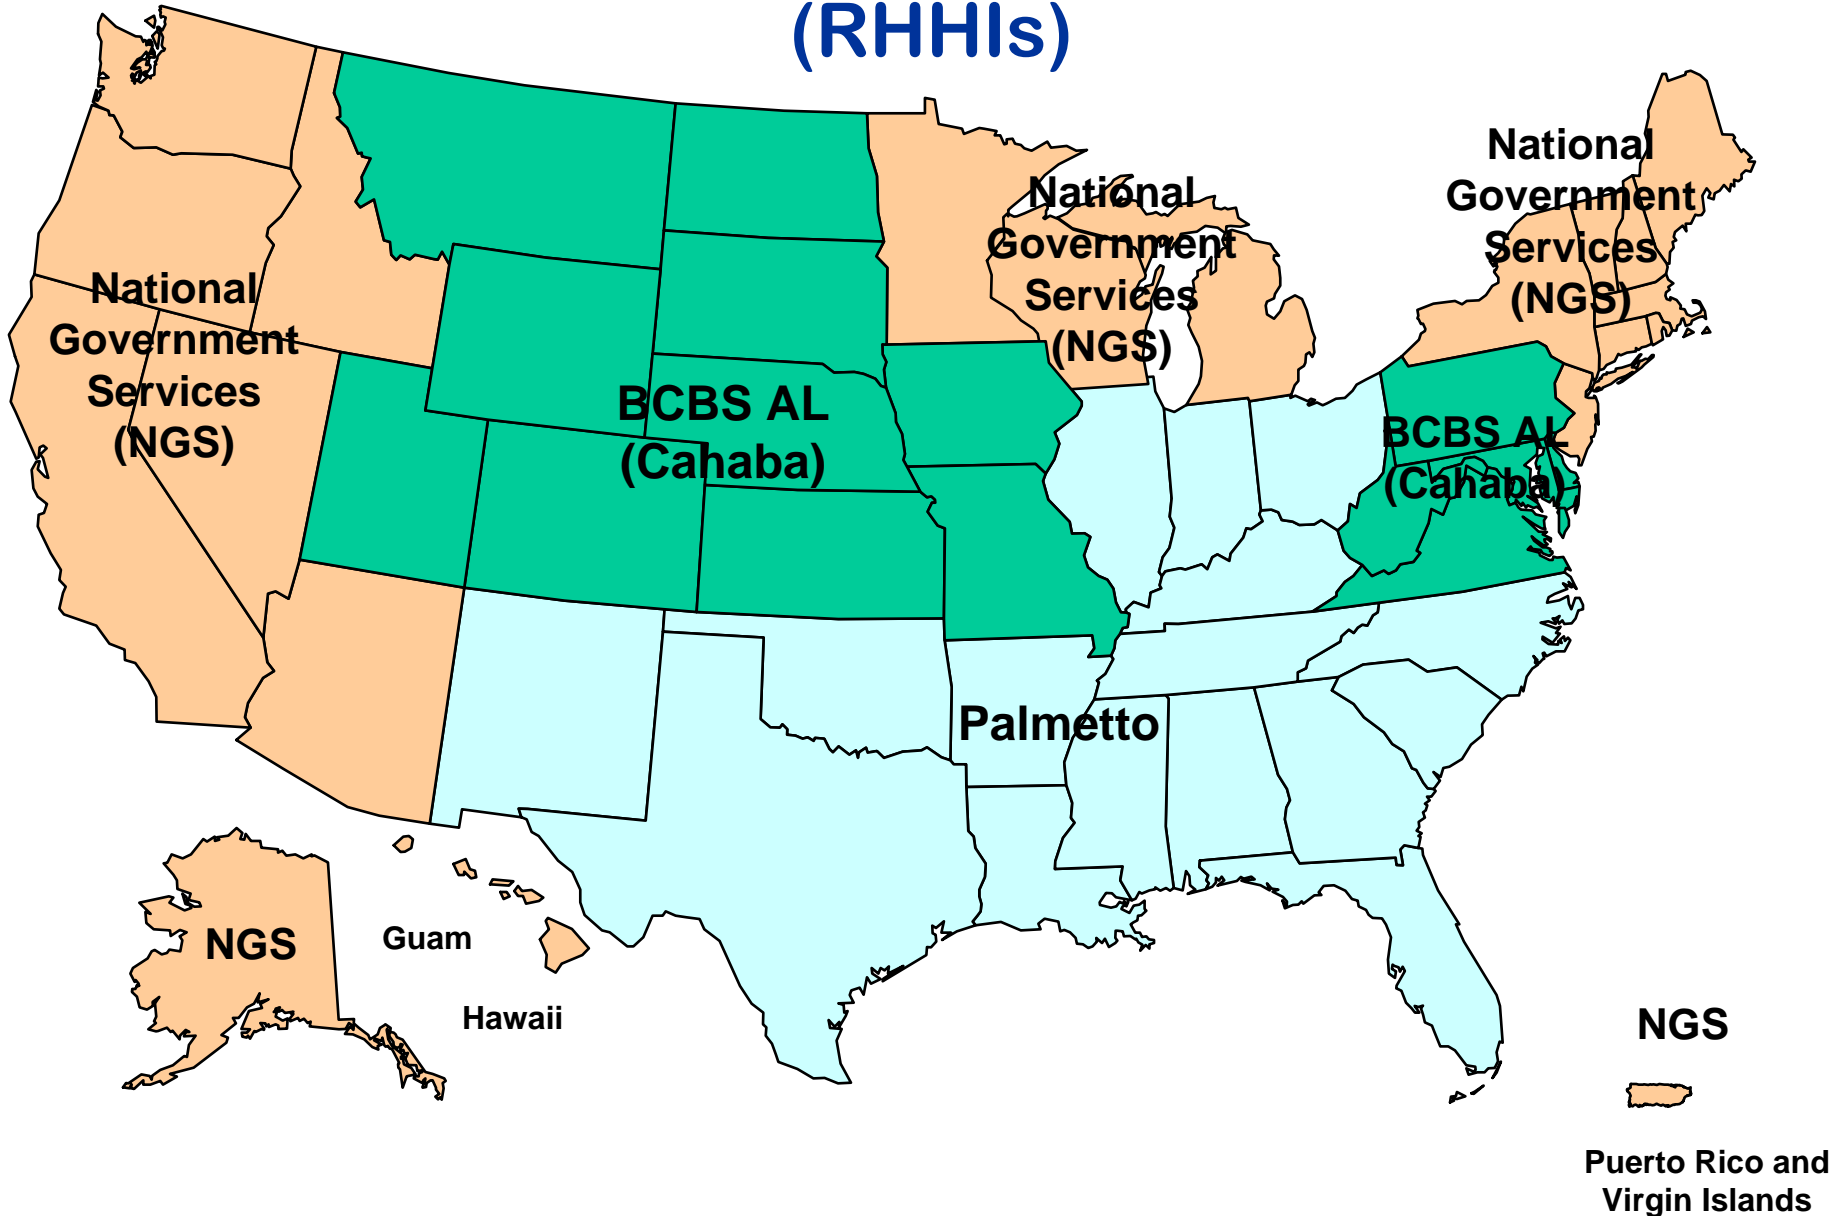 (RHHIs)
National
Government
Services
(NGS)
National
Government
Services
(NGS)
National
Government
Services
(NGS)
BCBS AL
(Cahaba)
BCBS AL
(Cahaba)
Palmetto
NGS
Guam
Hawaii
NGS
Puerto Rico and
Virgin Islands